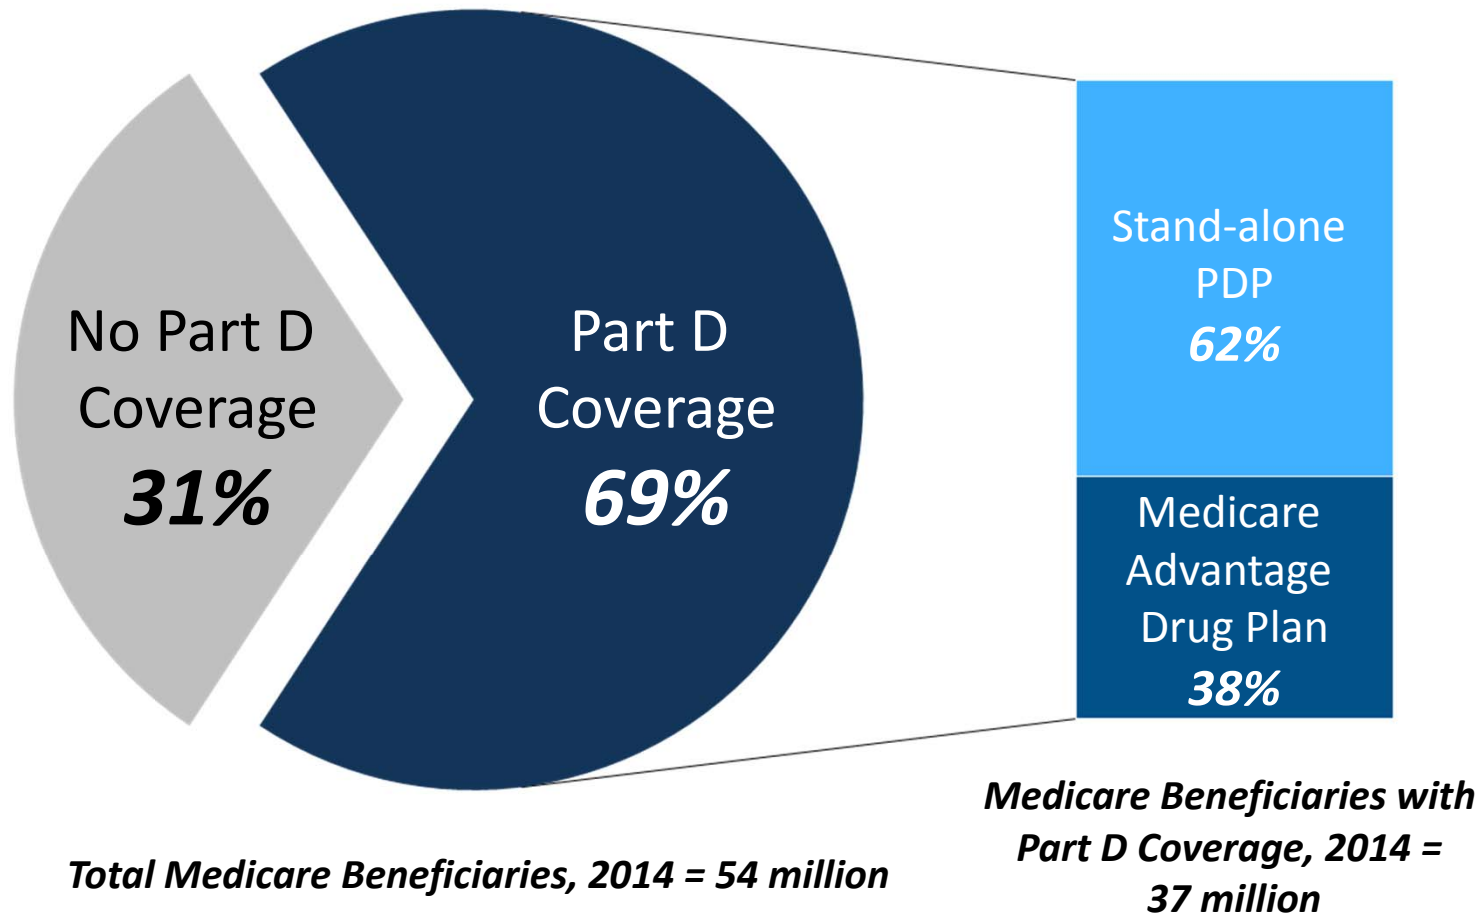 No Part D
Coverage
31%
Part D
Coverage
69%
Stand-alone
PDP
62%
Medicare
Advantage
Drug Plan
38%
Total Medicare Beneficiaries, 2014 = 54 million
Medicare Beneficiaries with
Part D Coverage, 2014 =
37 million